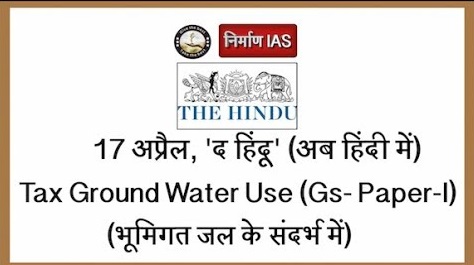 निर्माण IAS
THE HINDU
17 अप्रैल, 'द हिंदू' (अब हिंदी में)
Tax Ground Water Use (Gs- Paper-I)
(भूमिगत जल के संदर्भ में)